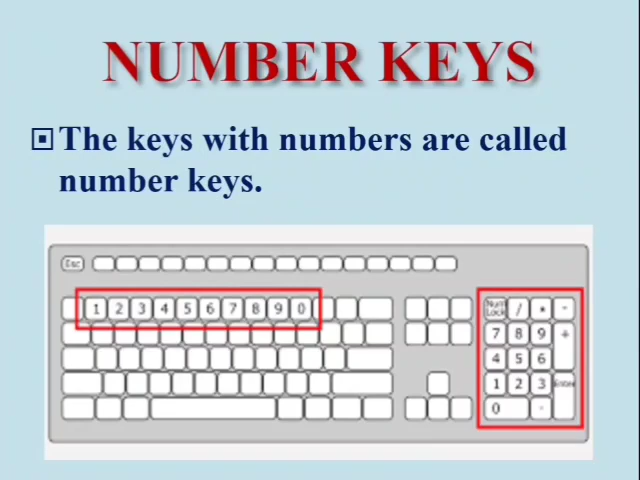 NUMBER KEYS
The keys with numbers are called
number keys.
Esc
1 2 3 4 5 6 7 8 9 0
Num Lock / * -
7 8 9 +
4 5 6
1 2 3 Enter
0 .